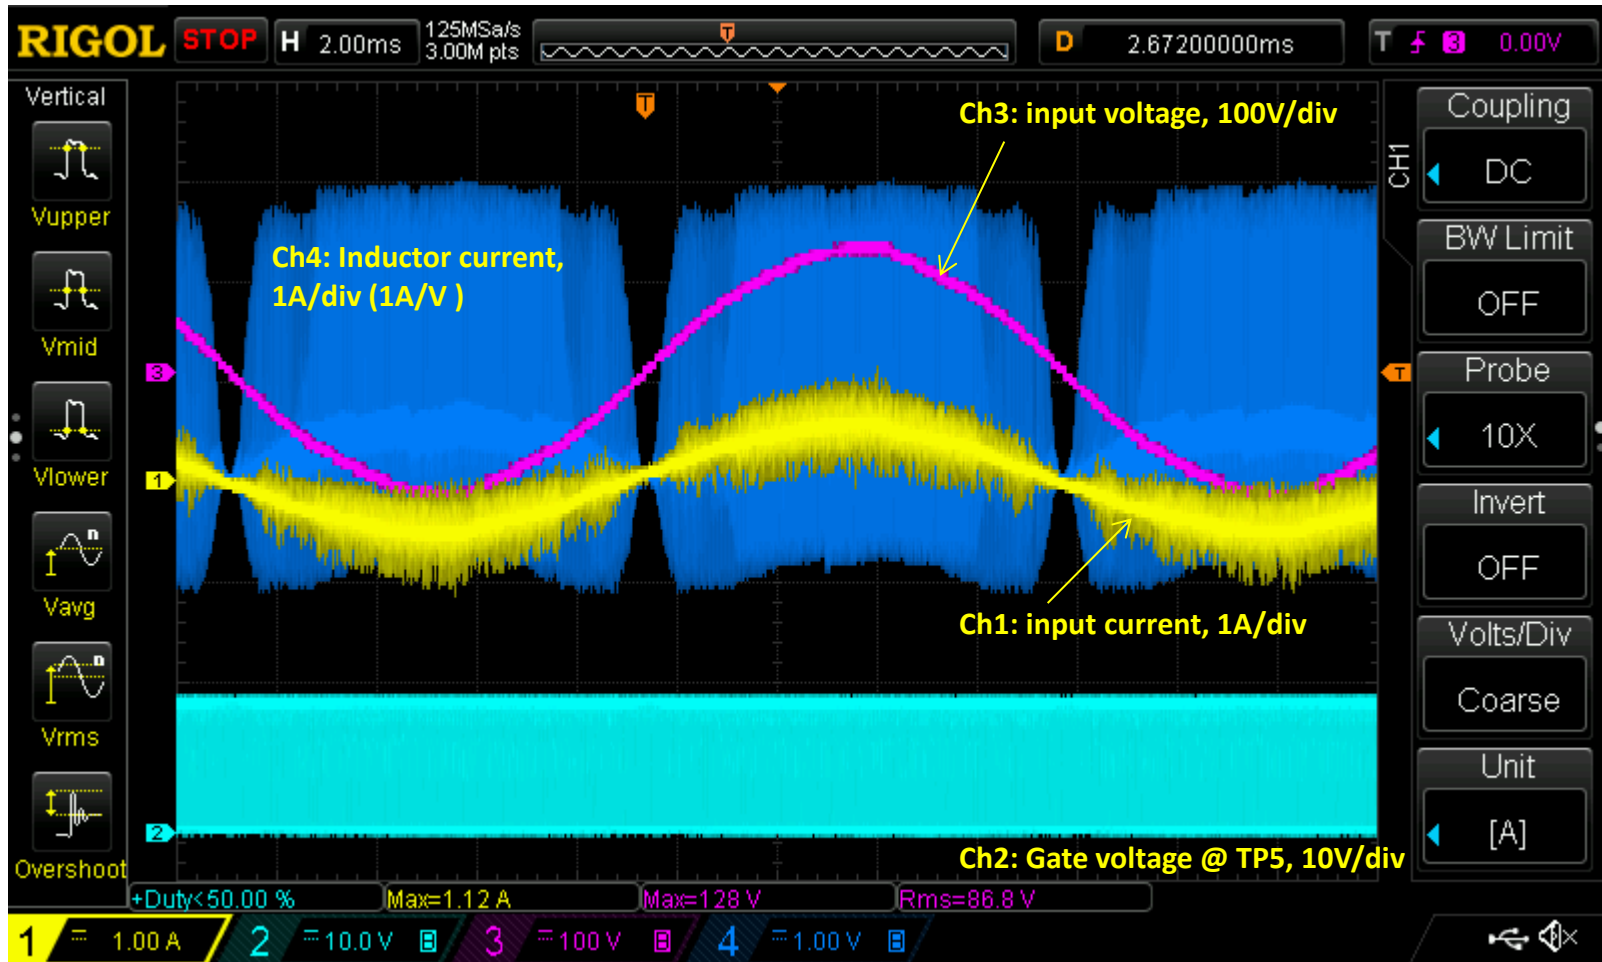 RIGOL STOP H 2.00ms 125MSa/s
3.00M pts
T
D 2.67200000ms T 3 0.00V
Vertical
Vupper
Vmid
Vlower
n
Vavg
n
Vrms
Overshoot
T
Ch3: input voltage, 100V/div
Ch4: Inductor current,
1A/div (1A/V )
3
1
T
Ch1: input current, 1A/div
2
Ch2: Gate voltage @ TP5, 10V/div
CH1
Coupling
DC
BW Limit
OFF
Probe
10X
Invert
OFF
Volts/Div
Coarse
Unit
[A]
+Duty<50.00 % Max=1.12 A Max=128 V Rms=86.8 V
1 1.00 A 2 10.0 V B 3 100 V B 4 1.00 V B